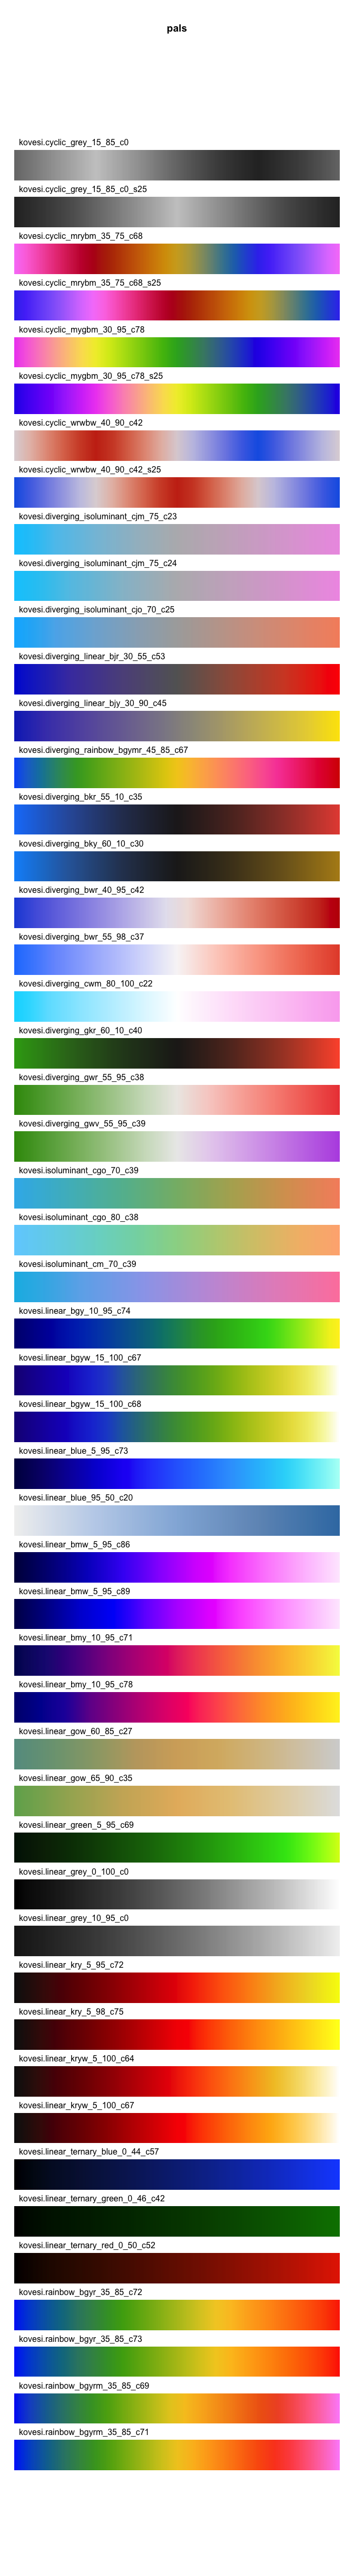 pals
kovesi.cyclic_grey_15_85_c0
kovesi.cyclic_grey_15_85_c0_s25
kovesi.cyclic_mrybm_35_75_c68
kovesi.cyclic_mrybm_35_75_c68_s25
kovesi.cyclic_mygbm_30_95_c78
kovesi.cyclic_mygbm_30_95_c78_s25
kovesi.cyclic_wrwbw_40_90_c42
kovesi.cyclic_wrwbw_40_90_c42_s25
kovesi.diverging_isoluminant_cjm_75_c23
kovesi.diverging_isoluminant_cjm_75_c24
kovesi.diverging_isoluminant_cjo_70_c25
kovesi.diverging_linear_bjr_30_55_c53
kovesi.diverging_linear_bjy_30_90_c45
kovesi.diverging_rainbow_bgymr_45_85_c67
kovesi.diverging_bkr_55_10_c35
kovesi.diverging_bky_60_10_c30
kovesi.diverging_bwr_40_95_c42
kovesi.diverging_bwr_55_98_c37
kovesi.diverging_cwm_80_100_c22
kovesi.diverging_gkr_60_10_c40
kovesi.diverging_gwr_55_95_c38
kovesi.diverging_gwv_55_95_c39
kovesi.isoluminant_cgo_70_c39
kovesi.isoluminant_cgo_80_c38
kovesi.isoluminant_cm_70_c39
kovesi.linear_bgy_10_95_c74
kovesi.linear_bgyw_15_100_c67
kovesi.linear_bgyw_15_100_c68
kovesi.linear_blue_5_95_c73
kovesi.linear_blue_95_50_c20
kovesi.linear_bmw_5_95_c86
kovesi.linear_bmw_5_95_c89
kovesi.linear_bmy_10_95_c71
kovesi.linear_bmy_10_95_c78
kovesi.linear_gow_60_85_c27
kovesi.linear_gow_65_90_c35
kovesi.linear_green_5_95_c69
kovesi.linear_grey_0_100_c0
kovesi.linear_grey_10_95_c0
kovesi.linear_kry_5_95_c72
kovesi.linear_kry_5_98_c75
kovesi.linear_kryw_5_100_c64
kovesi.linear_kryw_5_100_c67
kovesi.linear_ternary_blue_0_44_c57
kovesi.linear_ternary_green_0_46_c42
kovesi.linear_ternary_red_0_50_c52
kovesi.rainbow_bgyr_35_85_c72
kovesi.rainbow_bgyr_35_85_c73
kovesi.rainbow_bgyrm_35_85_c69
kovesi.rainbow_bgyrm_35_85_c71